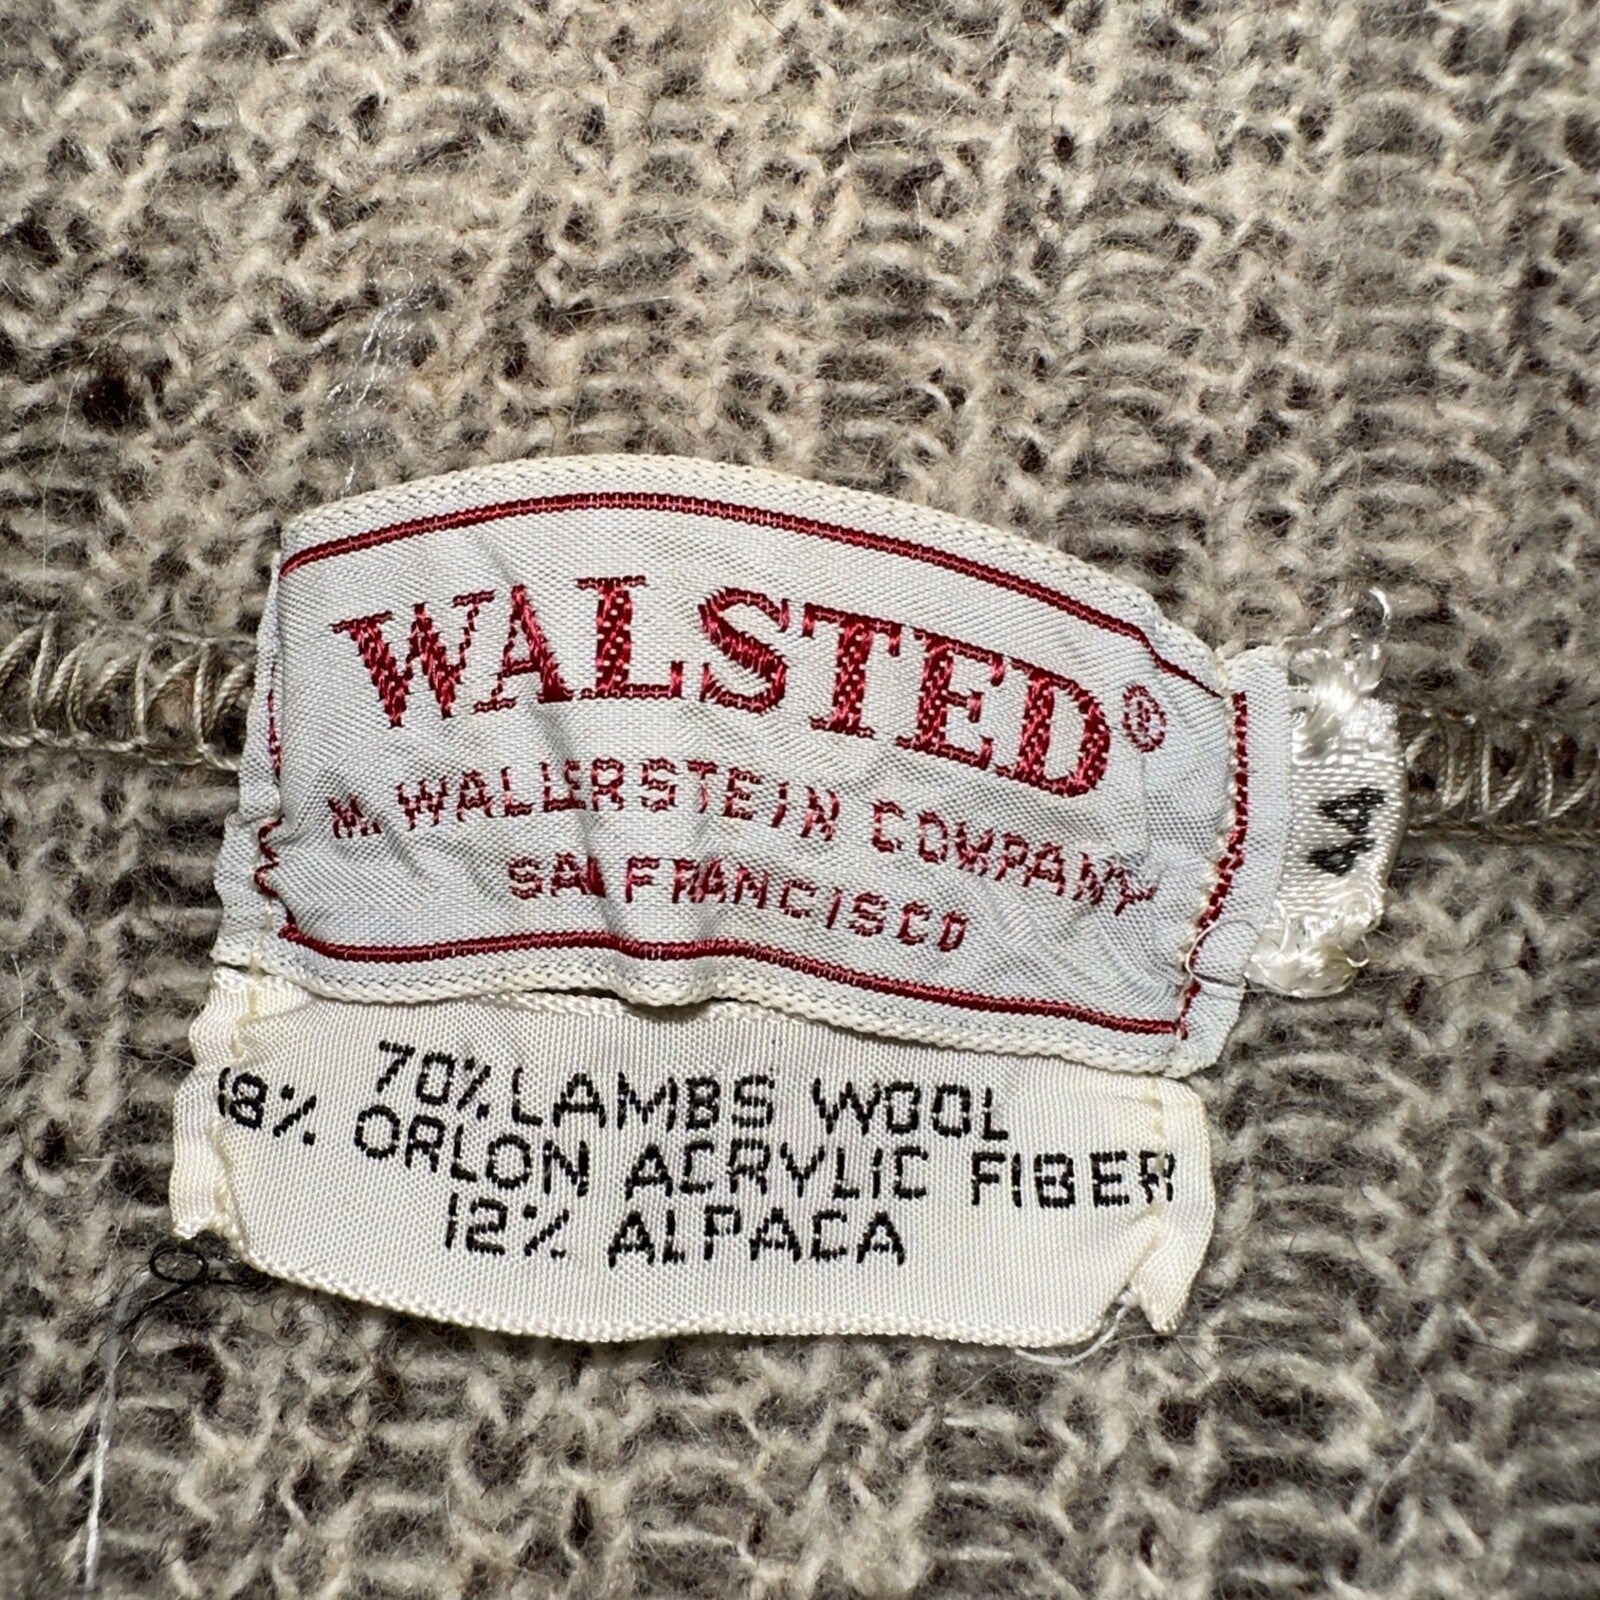 WALSTED®
M. WALLERSTEIN COMPANY
SAN FRANCISCO
44
70% LAMBS WOOL
18% ORLON ACRYLIC FIBER
12% ALPACA